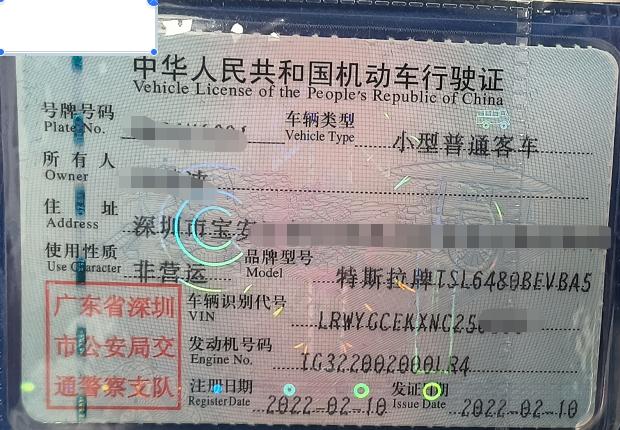 中华人民共和国机动车行驶证
Vehicle License of the People's Republic of China
号牌号码
Plate No.
车辆类型
Vehicle Type
小型普通客车
所有人
Owner
住址
Address
深圳市宝安
使用性质
Use Character
非营运
品牌型号
Model
特斯拉牌TSL6480BEVBA5
广东省深圳
市公安局交
通警察支队
车辆识别代号
VIN
LRWYGCEKXNC25
发动机号码
Engine No.
TG322002000LR4
注册日期
Register Date
2022-02-10
发证日期
Issue Date
2022-02-10